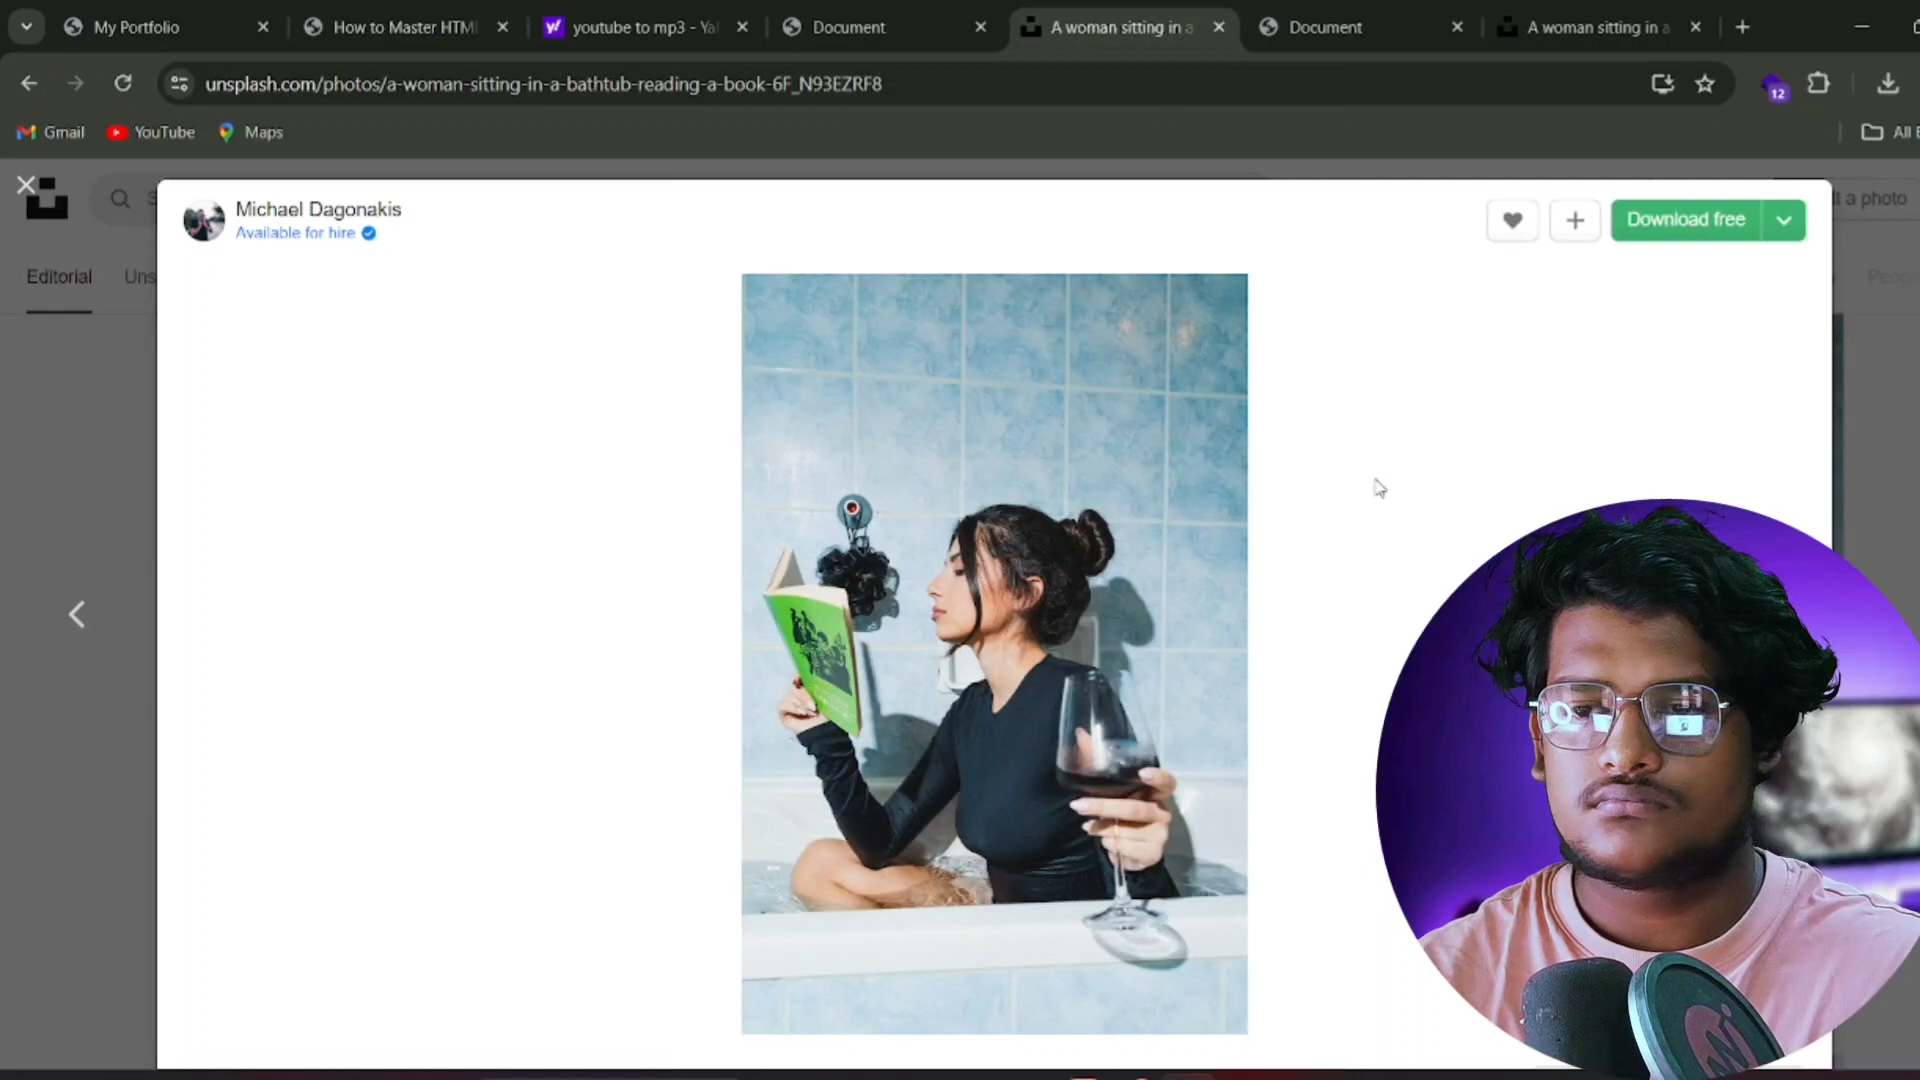 My Portfolio
How to Master HTML
youtube to mp3 - Ya
Document
A woman sitting in a
Document
A woman sitting in a
unsplash.com/photos/a-woman-sitting-in-a-bathtub-reading-a-book-6F_N93EZRF8
12
Gmail
YouTube
Maps
All
Michael Dagonakis
Available for hire
Download free
a photo
Editorial
Uns